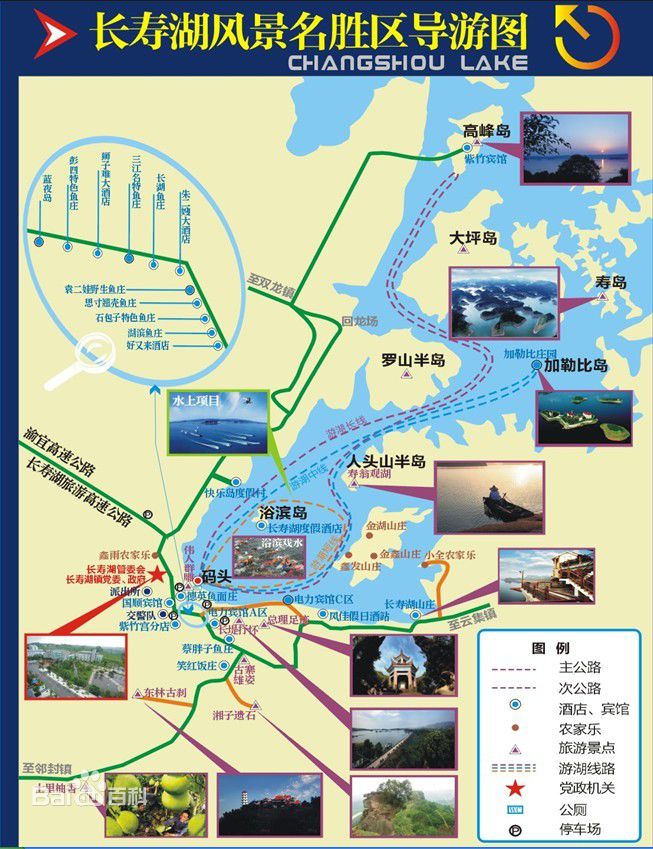 长寿湖风景名胜区导游图
CHANGSHOU LAKE
高峰岛
紫竹宾馆
大坪岛
寿岛
蓝夜岛
彭四特色鱼庄
狮子滩大酒店
三江名特鱼庄
长湖鱼庄
朱二嫂大酒店
袁二娃野生鱼庄
思寸遐壳鱼庄
石包子特色鱼庄
湖滨鱼庄
好又来酒店
至双龙镇
回龙场
罗山半岛
加勒比庄园
加勒比岛
水上项目
游湖长线
游湖中线
游湖短线
人头山半岛
寿翁观湖
渝宜高速公路
长寿湖旅游高速公路
快乐岛度假村
浴滨岛
长寿湖度假酒店
浴滨戏水
金湖山庄
金鑫山庄
鑫发山庄
小全农家乐
鑫雨农家乐
长寿湖管委会
长寿湖镇党委、政府
伟人群雕
码头
派出所
德英鱼面庄
国顺宾馆
交警队
紫竹宫分店
电力宾馆C区
电力宾馆A区
风佳假日酒站
长寿湖山庄
至云集镇
总理足迹
长堤抒怀
蔡胖子鱼庄
笑红饭庄
古寨雄姿
东林古刹
湘子遗石
至邻封镇
十里柚香
Baidu百科
图 例
主公路
次公路
酒店、宾馆
农家乐
旅游景点
游湖线路
党政机关
公厕
停车场